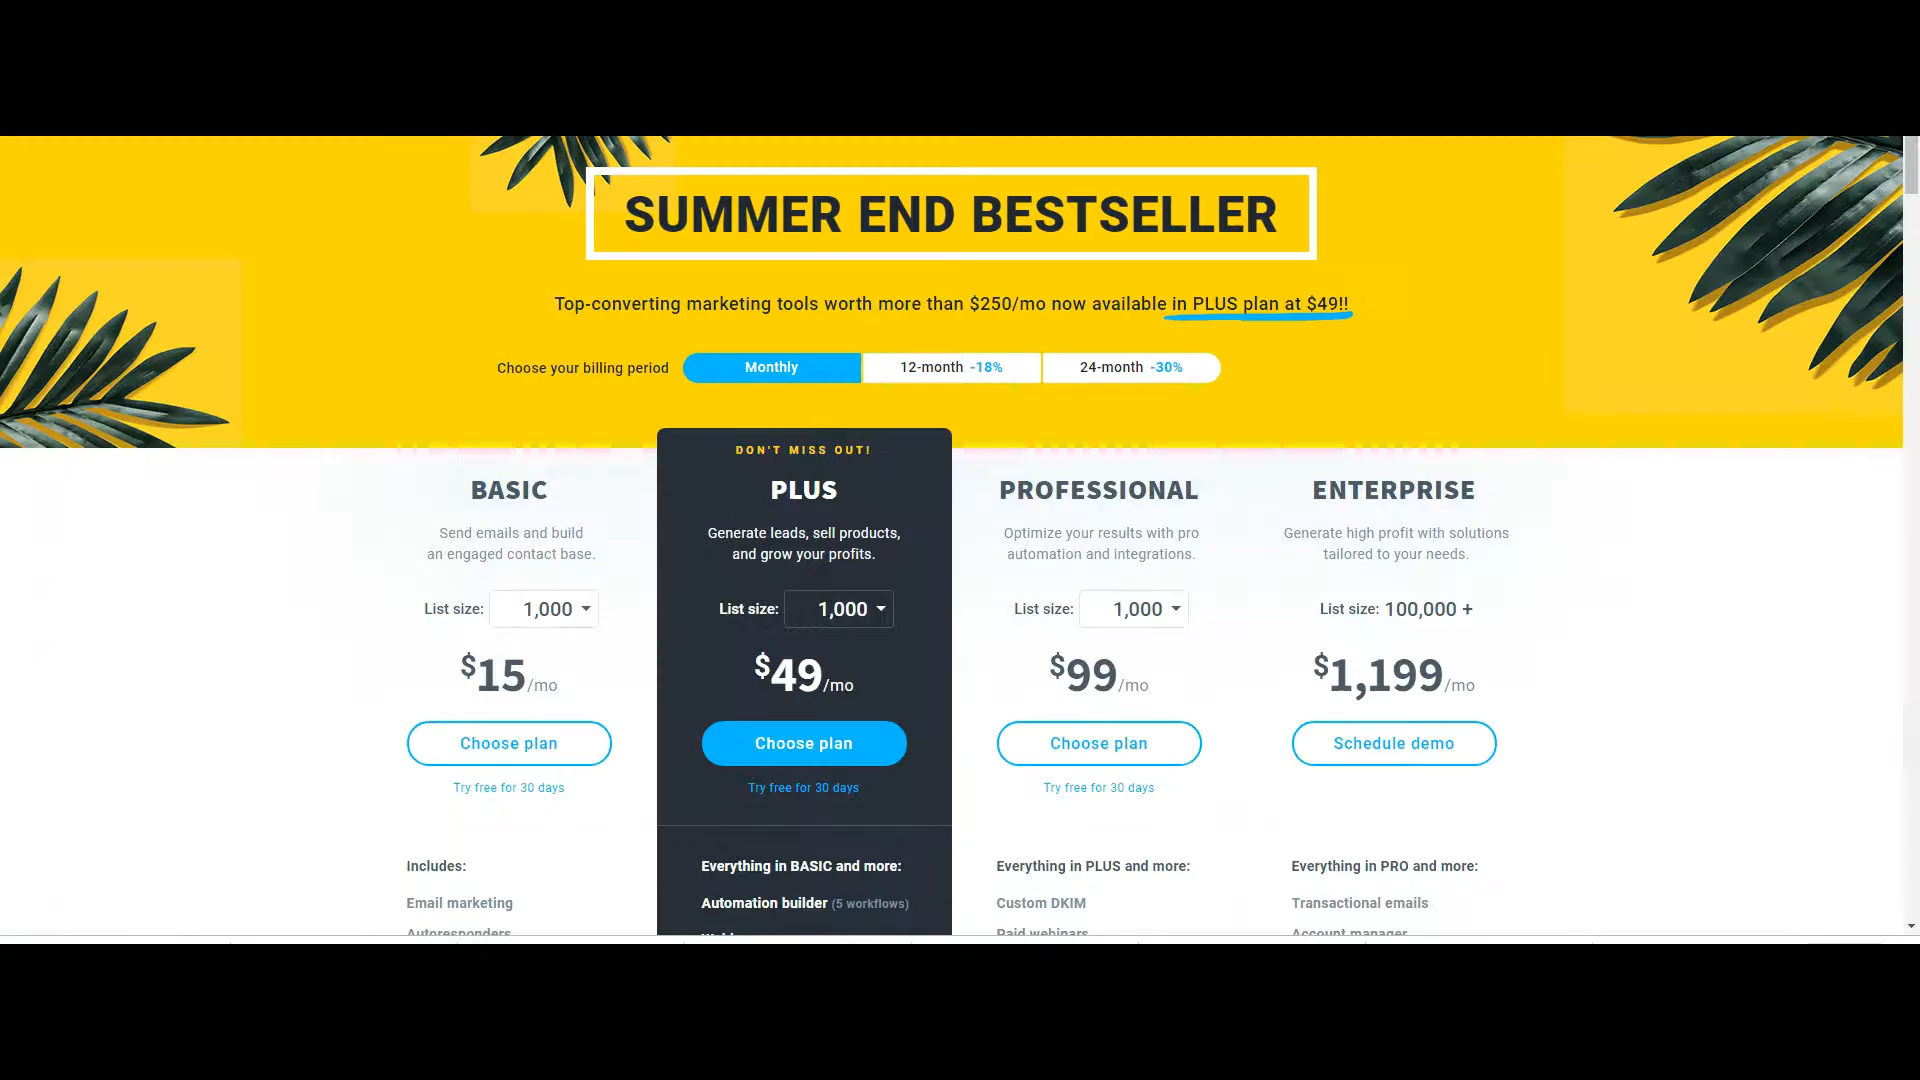 SUMMER END BESTSELLER
Top-converting marketing tools worth more than $250/mo now available in PLUS plan at $49!!
Choose your billing period
Monthly
12-month -18%
24-month -30%
BASIC
Send emails and build
an engaged contact base.
List size: 1,000
$15/mo
Choose plan
Try free for 30 days
Includes:
Email marketing
Autoresponders
DON'T MISS OUT!
PLUS
Generate leads, sell products,
and grow your profits.
List size: 1,000
$49/mo
Choose plan
Try free for 30 days
Everything in BASIC and more:
Automation builder (5 workflows)
PROFESSIONAL
Optimize your results with pro
automation and integrations.
List size: 1,000
$99/mo
Choose plan
Try free for 30 days
Everything in PLUS and more:
Custom DKIM
Paid webinars
ENTERPRISE
Generate high profit with solutions
tailored to your needs.
List size: 100,000 +
$1,199/mo
Schedule demo
Everything in PRO and more:
Transactional emails
Account manager